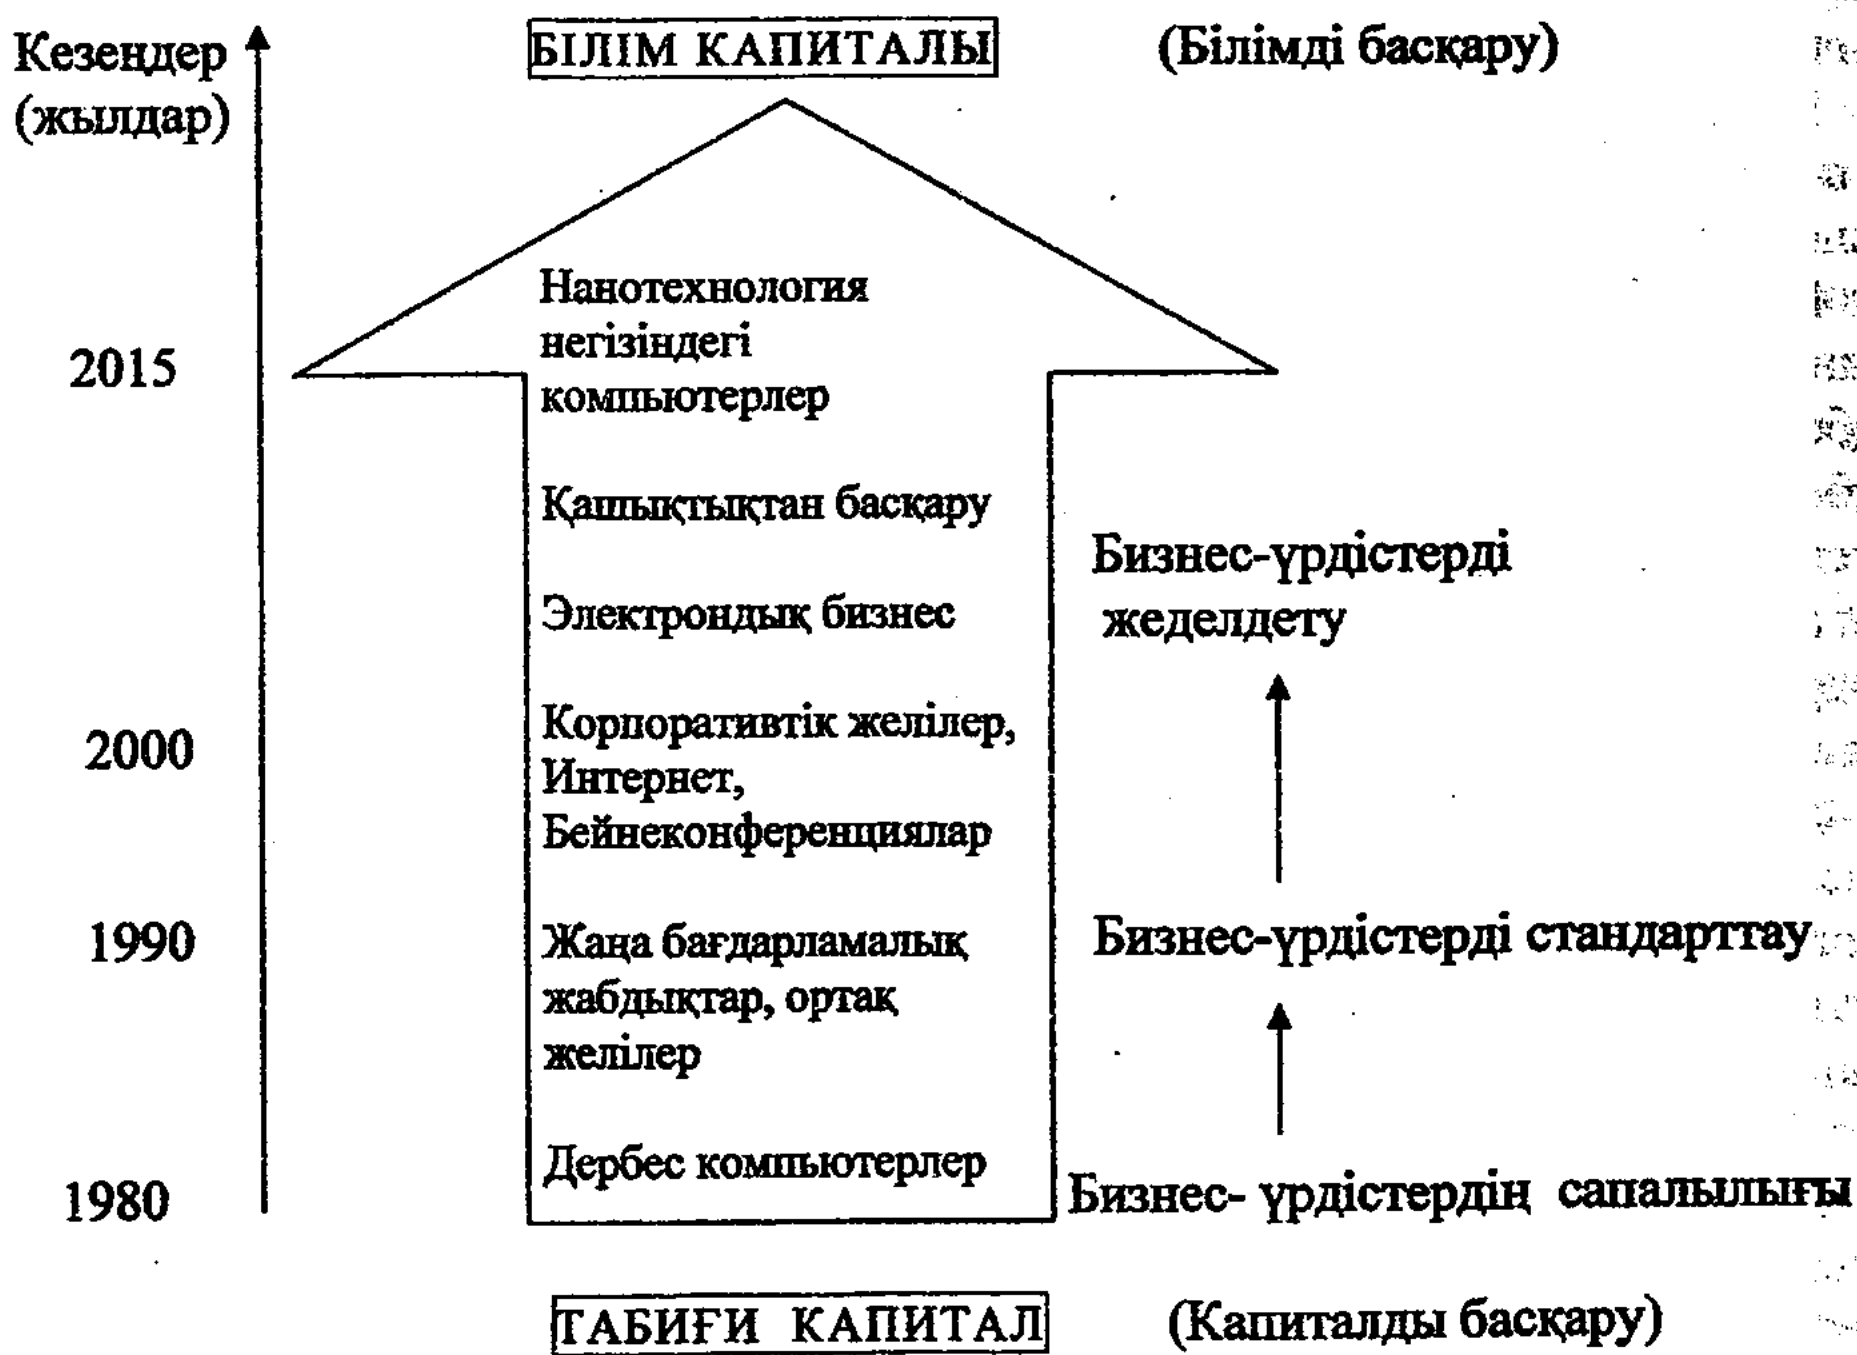 Кезеңдер
(жылдар)
БІЛІМ КАПИТАЛЫ
(Білімді басқару)
Нанотехнология
негізіндегі
компьютерлер
2015
Қашықтықтан басқару
Бизнес-үрдістерді
жеделдету
Электрондық бизнес
Корпоративтік желілер,
Интернет,
Бейнеконференциялар
2000
1990
Жаңа бағдарламалық
жабдықтар, ортақ
желілер
Бизнес-үрдістерді стандарттау
Дербес компьютерлер
1980
Бизнес- үрдістердің сапалылығы
ТАБИҒИ КАПИТАЛ
(Капиталды басқару)